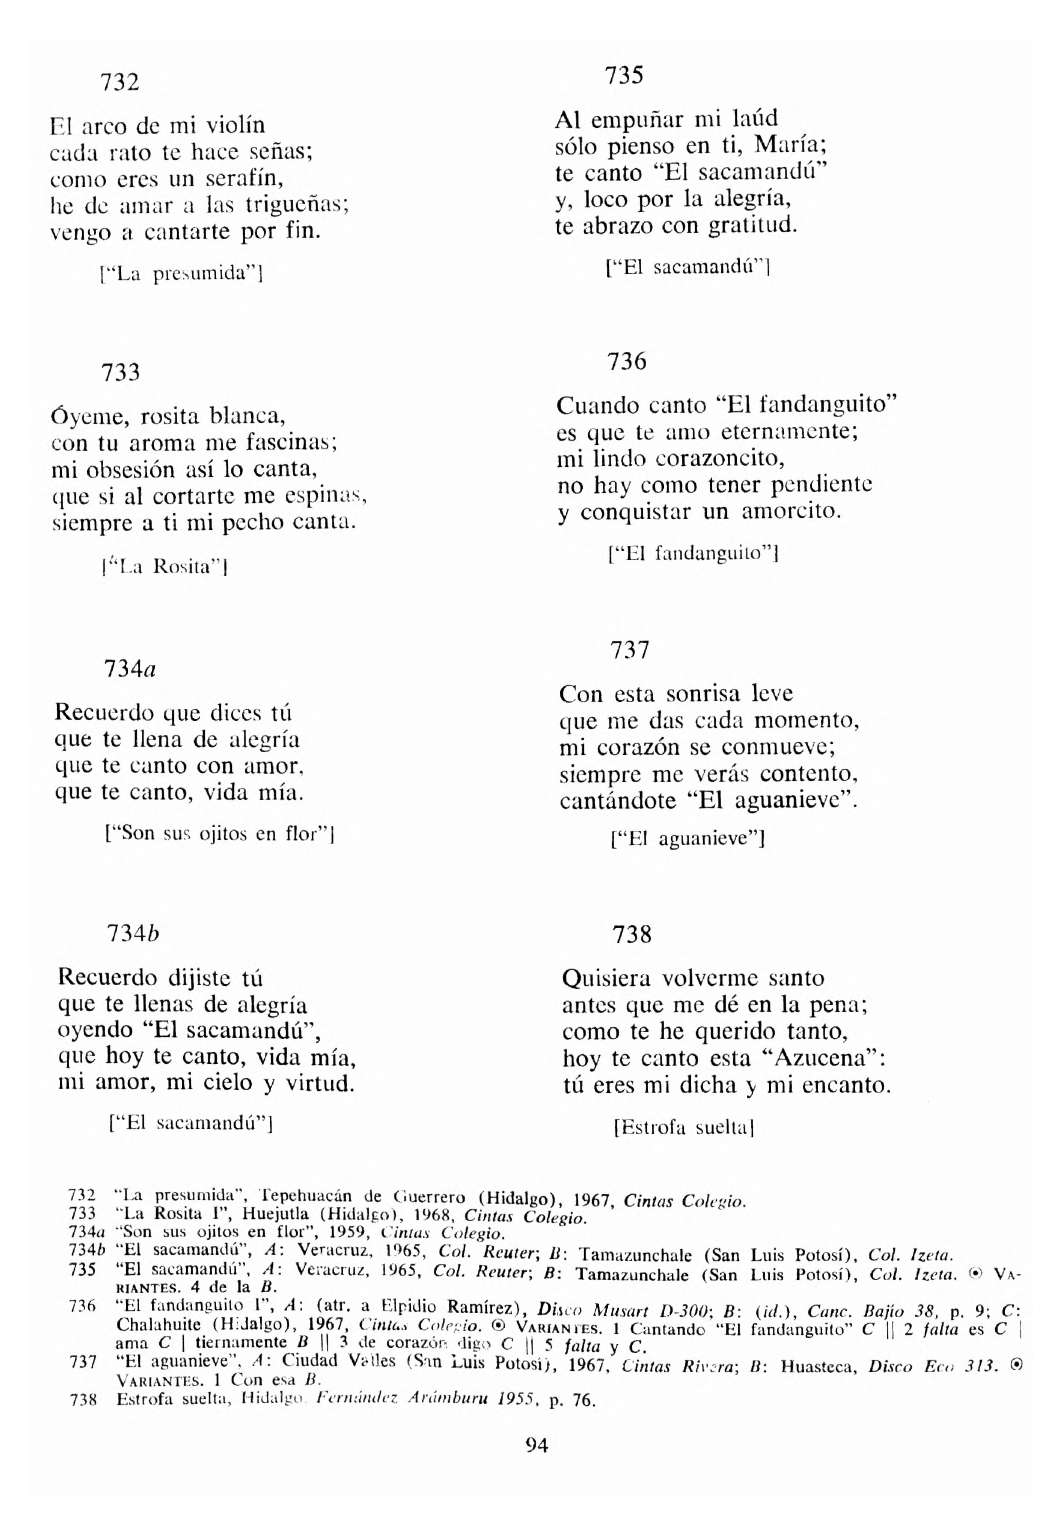 732
El arco de mi violín
cada rato te hace señas;
como eres un serafín,
he de amar a las trigueñas;
vengo a cantarte por fin.
[“La presumida”]
733
Óyeme, rosita blanca,
con tu aroma me fascinas;
mi obsesión así lo canta,
que si al cortarte me espinas,
siempre a ti mi pecho canta.
[“La Rosita”]
734a
Recuerdo que dices tú
que te llena de alegría
que te canto con amor,
que te canto, vida mía.
[“Son sus ojitos en flor”]
734b
Recuerdo dijiste tú
que te llenas de alegría
oyendo “El sacamandú”,
que hoy te canto, vida mía,
mi amor, mi cielo y virtud.
[“El sacamandú”]
735
Al empuñar mi laúd
sólo pienso en ti, María;
te canto “El sacamandú”
y, loco por la alegría,
te abrazo con gratitud.
[“El sacamandú”]
736
Cuando canto “El fandanguito”
es que te amo eternamente;
mi lindo corazoncito,
no hay como tener pendiente
y conquistar un amorcito.
[“El fandanguito”]
737
Con esta sonrisa leve
que me das cada momento,
mi corazón se conmueve;
siempre me verás contento,
cantándote “El aguanieve”.
[“El aguanieve”]
738
Quisiera volverme santo
antes que me dé en la pena;
como te he querido tanto,
hoy te canto esta “Azucena”:
tú eres mi dicha y mi encanto.
[Estrofa suelta]
732 “La presumida”, Tepehuacán de Guerrero (Hidalgo), 1967, Cintas Colegio.
733 “La Rosita I”, Huejutla (Hidalgo), 1968, Cintas Colegio.
734a “Son sus ojitos en flor”, 1959, Cintas Colegio.
734b “El sacamandú”, A: Veracruz, 1965, Col. Reuter; B: Tamazunchale (San Luis Potosí), Col. Izeta.
735 “El sacamandú”, A: Veracruz, 1965, Col. Reuter; B: Tamazunchale (San Luis Potosí), Col. Izeta. ⊙ VA-
RIANTES. 4 de la B.
736 “El fandanguito I”, A: (atr. a Elpidio Ramírez), Disco Musart D-300; B: (id.), Canc. Bajío 38, p. 9; C:
Chalahuite (Hidalgo), 1967, Cintas Colegio. ⊙ VARIANTES. 1 Cantando “El fandanguito” C || 2 falta es C |
ama C | tiernamente B || 3 de corazón digo C || 5 falta y C.
737 “El aguanieve”, A: Ciudad Valles (San Luis Potosí), 1967, Cintas Rivera; B: Huasteca, Disco Eco 313. ⊙
VARIANTES. 1 Con esa B.
738 Estrofa suelta, Hidalgo. Fernández Arámburu 1955, p. 76.
94